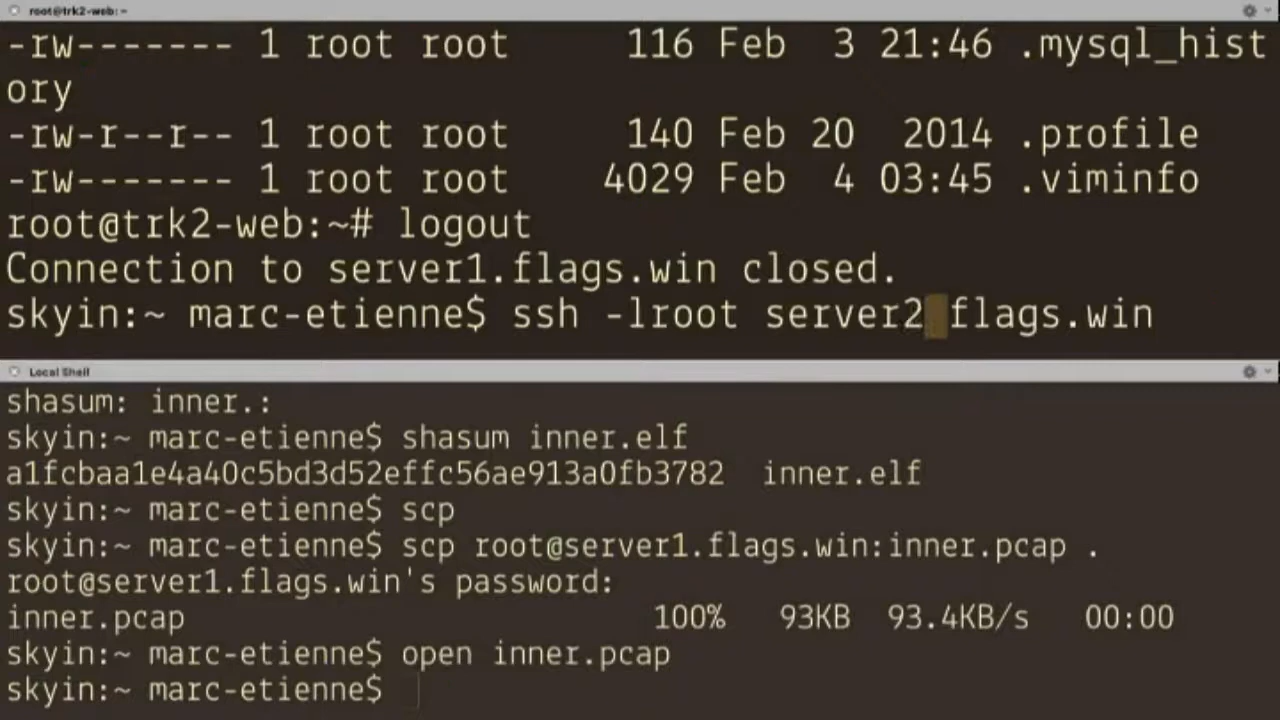 root@trk2-web: ~
-rw------- 1 root root 116 Feb 3 21:46 .mysql_hist
ory
-rw-r--r-- 1 root root 140 Feb 20 2014 .profile
-rw------- 1 root root 4029 Feb 4 03:45 .viminfo
root@trk2-web:~# logout
Connection to server1.flags.win closed.
skyin:~ marc-etienne$ ssh -lroot server2 flags.win
Local Shell
shasum: inner.:
skyin:~ marc-etienne$ shasum inner.elf
a1fcbaa1e4a40c5bd3d52effc56ae913a0fb3782 inner.elf
skyin:~ marc-etienne$ scp
skyin:~ marc-etienne$ scp root@server1.flags.win:inner.pcap .
root@server1.flags.win's password:
inner.pcap 100% 93KB 93.4KB/s 00:00
skyin:~ marc-etienne$ open inner.pcap
skyin:~ marc-etienne$